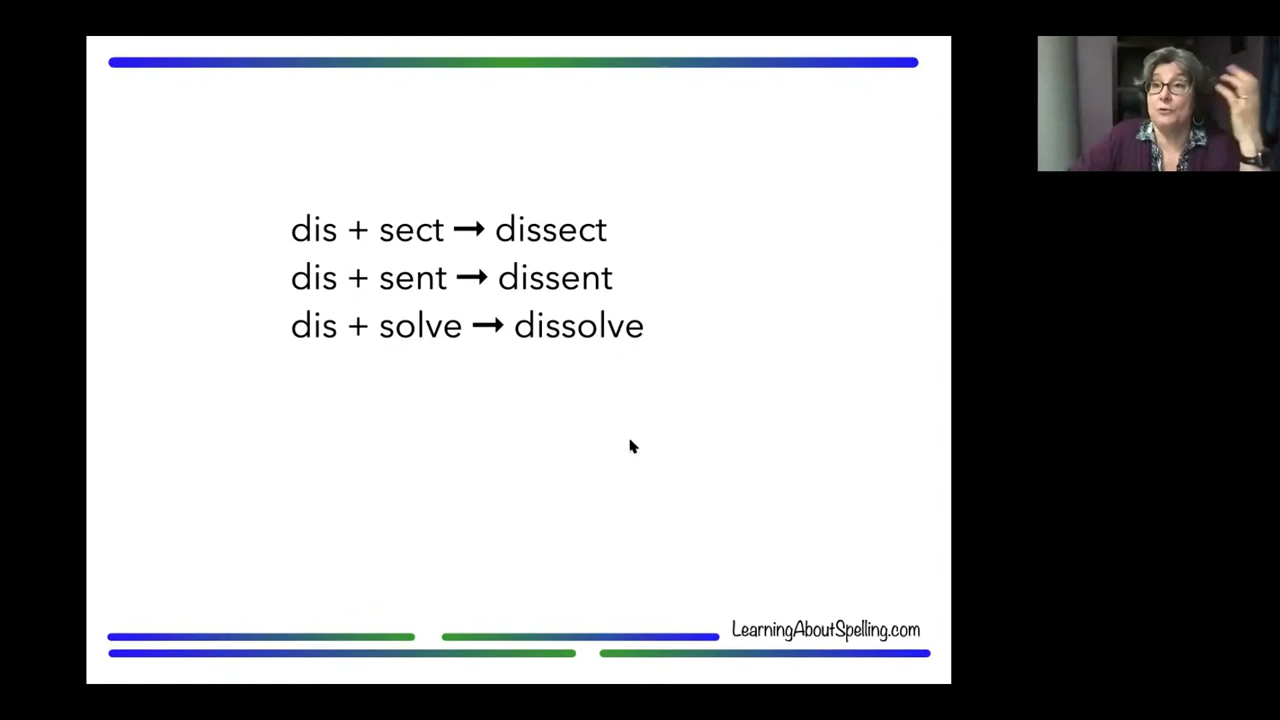 dis + sect → dissect
dis + sent → dissent
dis + solve → dissolve
LearningAboutSpelling.com